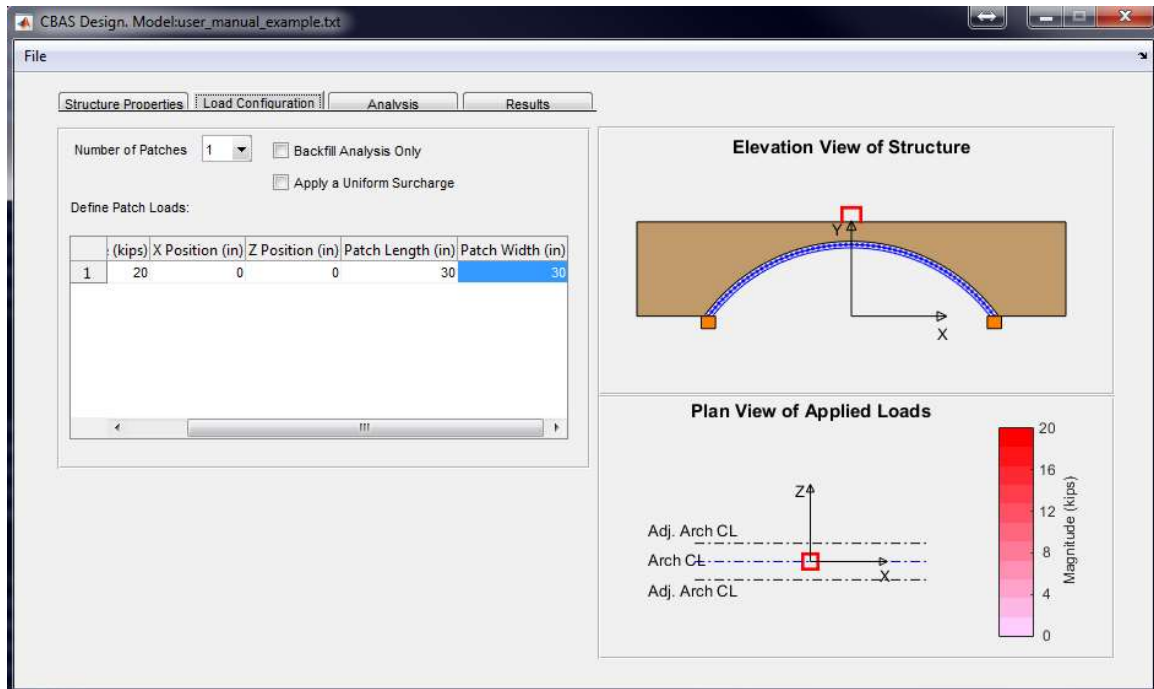 CBAS Design. Model:user_manual_example.txt
File
Structure Properties Load Configuration Analysis Results
Number of Patches 1 Backfill Analysis Only
Apply a Uniform Surcharge
Define Patch Loads:
(kips) X Position (in) Z Position (in) Patch Length (in) Patch Width (in)
1 20 0 0 30 30
Elevation View of Structure
Y
X
Plan View of Applied Loads
Z
Adj. Arch CL
Arch CL
X
Adj. Arch CL
20
16
12
8
4
0
Magnitude (kips)